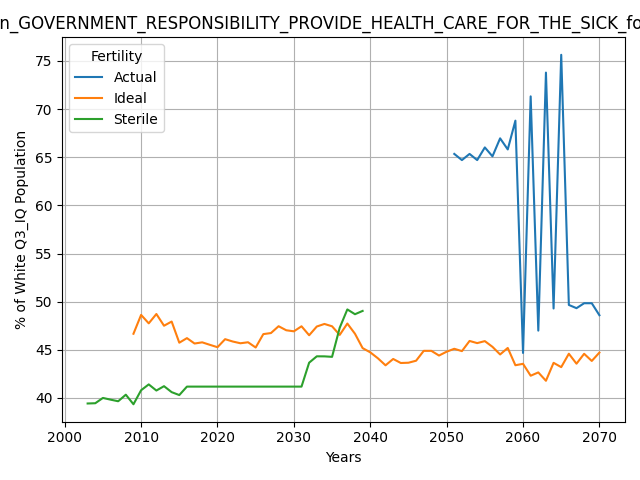 n_GOVERNMENT_RESPONSIBILITY_PROVIDE_HEALTH_CARE_FOR_THE_SICK_fo
Fertility
Actual
Ideal
Sterile
% of White Q3_IQ Population
75
70
65
60
55
50
45
40
2000
2010
2020
2030
2040
2050
2060
2070
Years